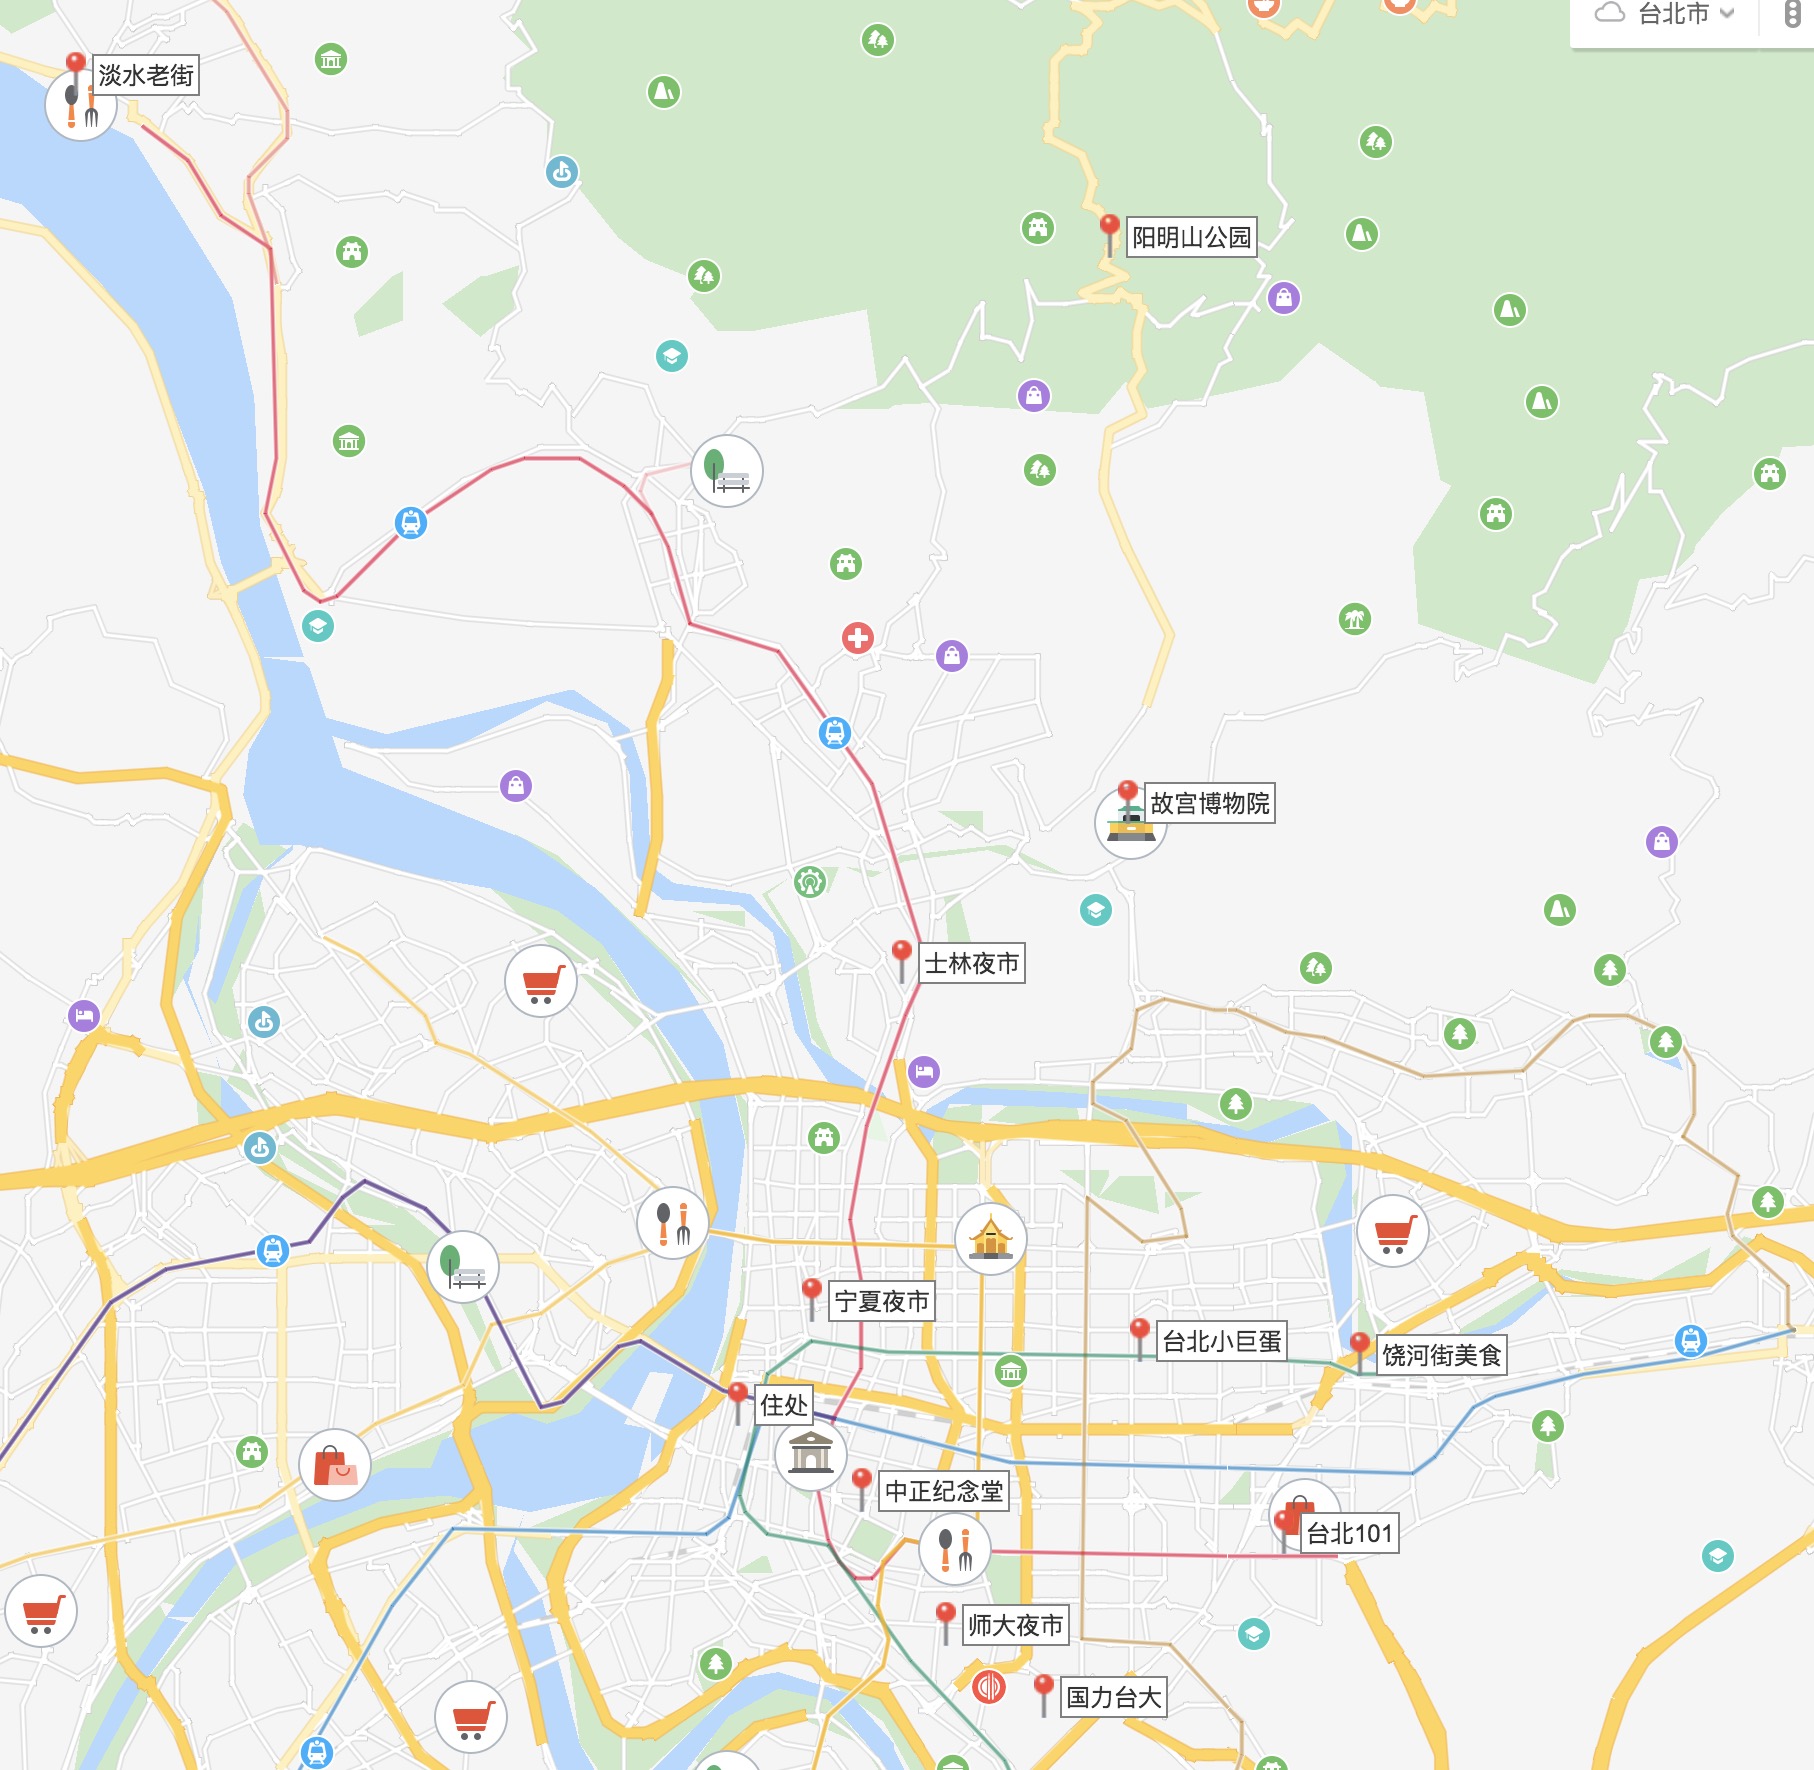 台北市
淡水老街
阳明山公园
故宫博物院
士林夜市
宁夏夜市
台北小巨蛋
饶河街美食
住处
中正纪念堂
台北101
师大夜市
国力台大